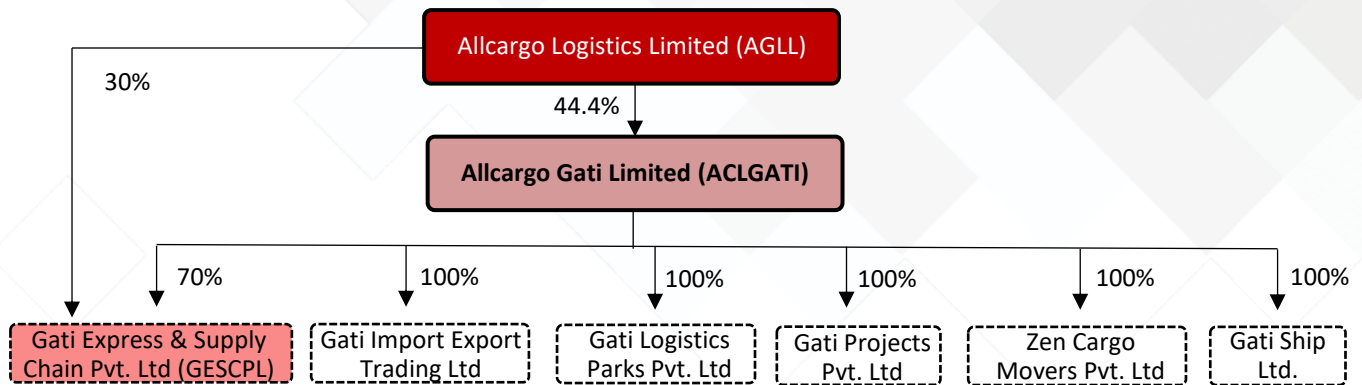 Allcargo Logistics Limited (AGLL)
30%
44.4%
Allcargo Gati Limited (ACLGATI)
70%
100%
100%
100%
100%
100%
Gati Express & Supply
Chain Pvt. Ltd (GESCPL)
Gati Import Export
Trading Ltd
Gati Logistics
Parks Pvt. Ltd
Gati Projects
Pvt. Ltd
Zen Cargo
Movers Pvt. Ltd
Gati Ship
Ltd.